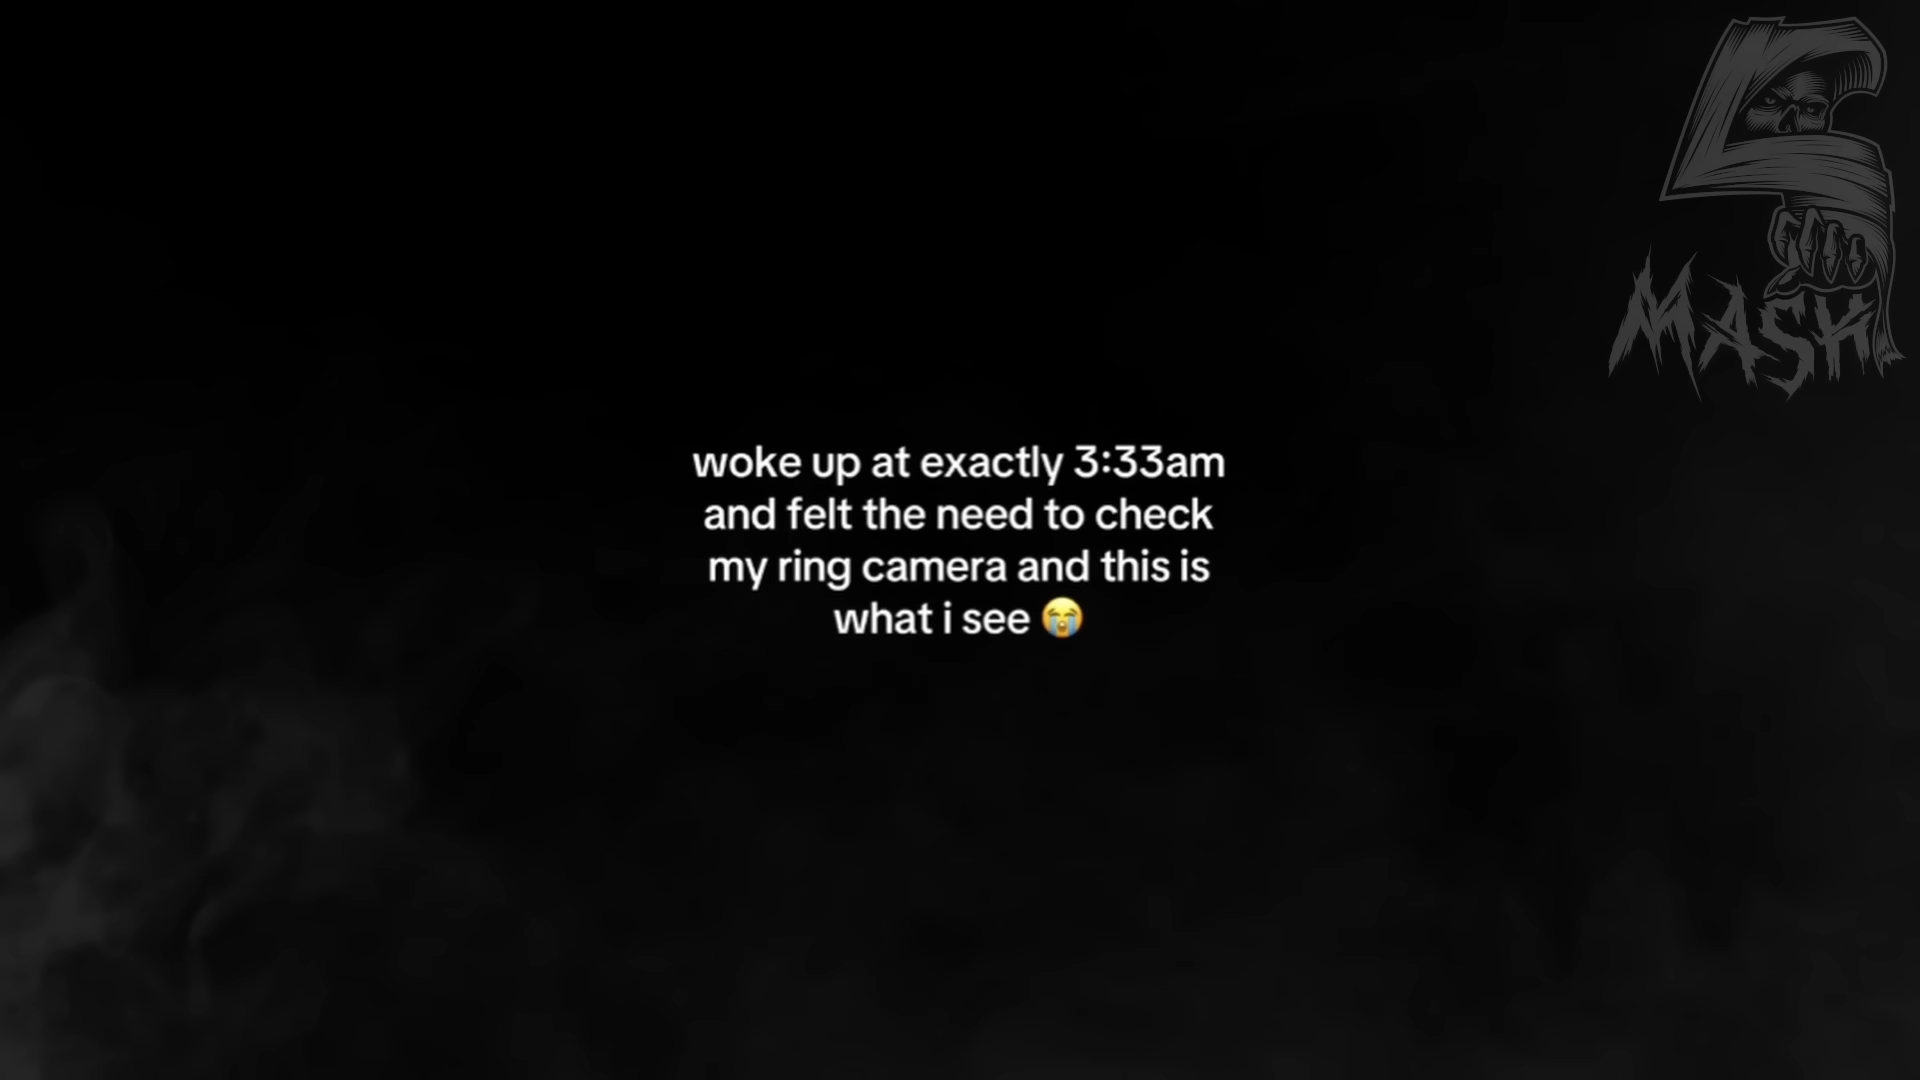 MASK
woke up at exactly 3:33am
and felt the need to check
my ring camera and this is
what i see 😭